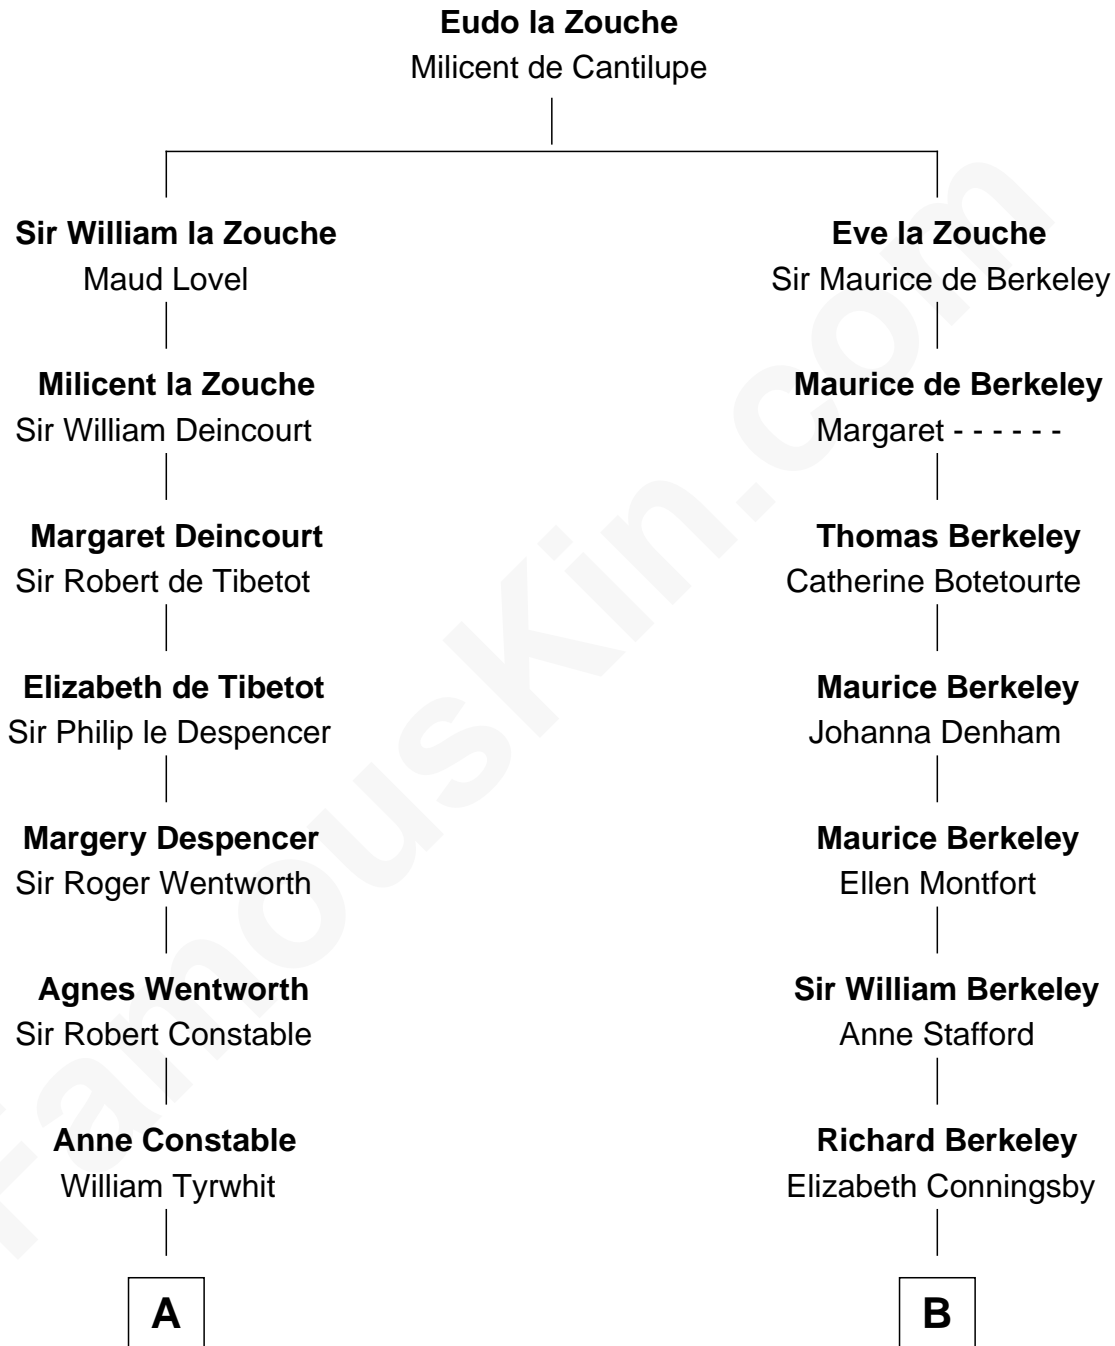 Eudo la Zouche
Milicent de Cantilupe
Sir William la Zouche
Maud Lovel
Eve la Zouche
Sir Maurice de Berkeley
Milicent la Zouche
Sir William Deincourt
Maurice de Berkeley
Margaret - - - - - -
Margaret Deincourt
Sir Robert de Tibetot
Thomas Berkeley
Catherine Botetourte
Elizabeth de Tibetot
Sir Philip le Despencer
Maurice Berkeley
Johanna Denham
Margery Despencer
Sir Roger Wentworth
Maurice Berkeley
Ellen Montfort
Agnes Wentworth
Sir Robert Constable
Sir William Berkeley
Anne Stafford
Anne Constable
William Tyrwhit
Richard Berkeley
Elizabeth Conningsby
A
B
FamousKin.com